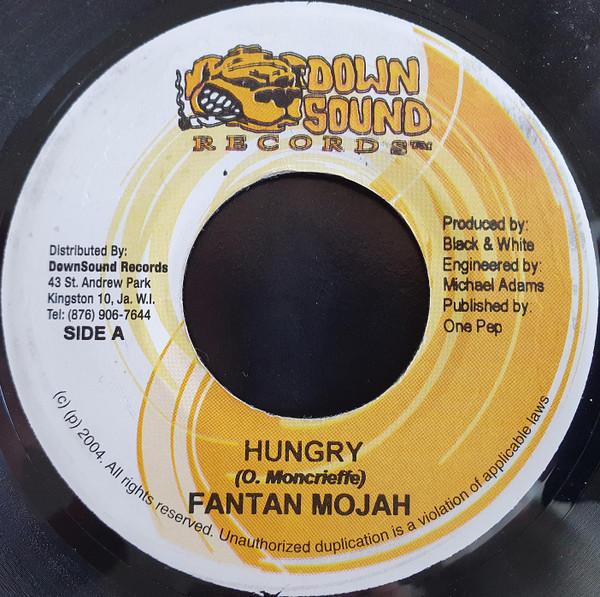 DOWN
SOUND
RECORDS™
Distributed By:
DownSound Records
43 St. Andrew Park
Kingston 10, Ja. W.I.
Tel: (876) 906-7644
SIDE A
Produced by:
Black & White
Engineered by:
Michael Adams
Published by:
One Pep
HUNGRY
(O. Moncrieffe)
FANTAN MOJAH
(c) (p) 2004. All rights reserved. Unauthorized duplication is a violation of applicable laws